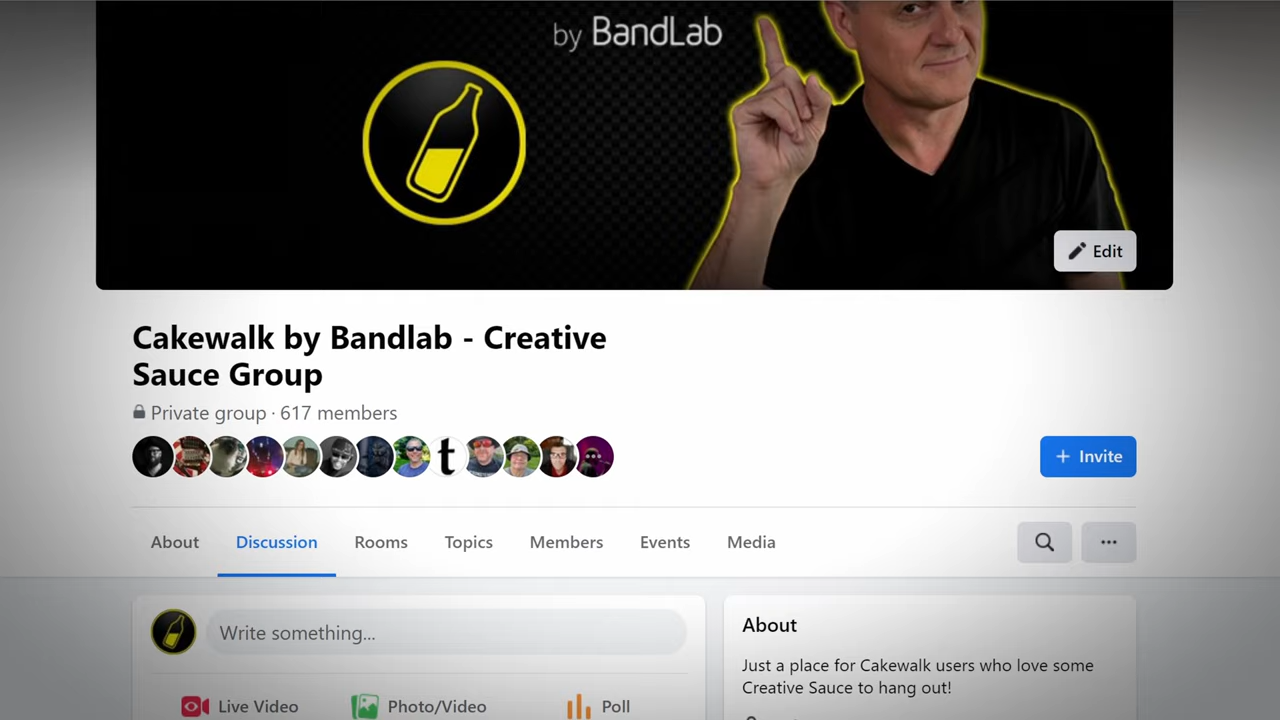 by BandLab
Edit
Cakewalk by Bandlab - Creative
Sauce Group
Private group · 617 members
t
+ Invite
About
Discussion
Rooms
Topics
Members
Events
Media
Write something...
Live Video
Photo/Video
Poll
About
Just a place for Cakewalk users who love some
Creative Sauce to hang out!